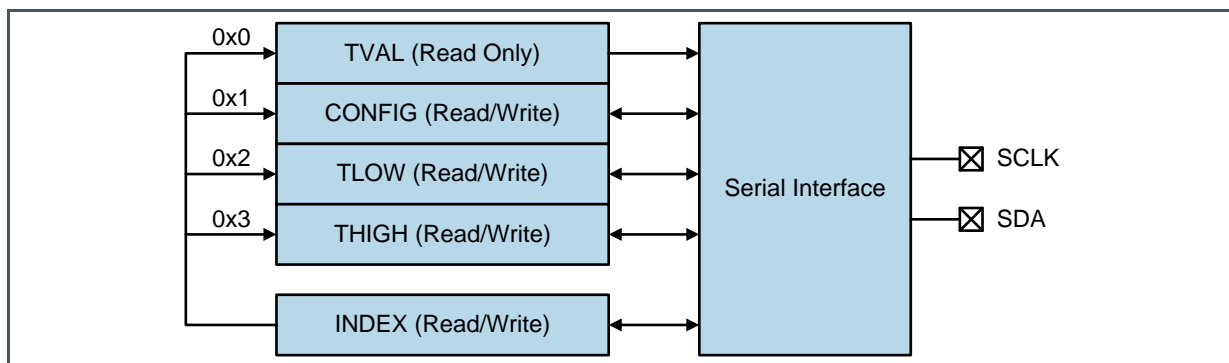 0x0
TVAL (Read Only)
0x1
CONFIG (Read/Write)
0x2
TLOW (Read/Write)
0x3
THIGH (Read/Write)
INDEX (Read/Write)
Serial Interface
SCLK
SDA